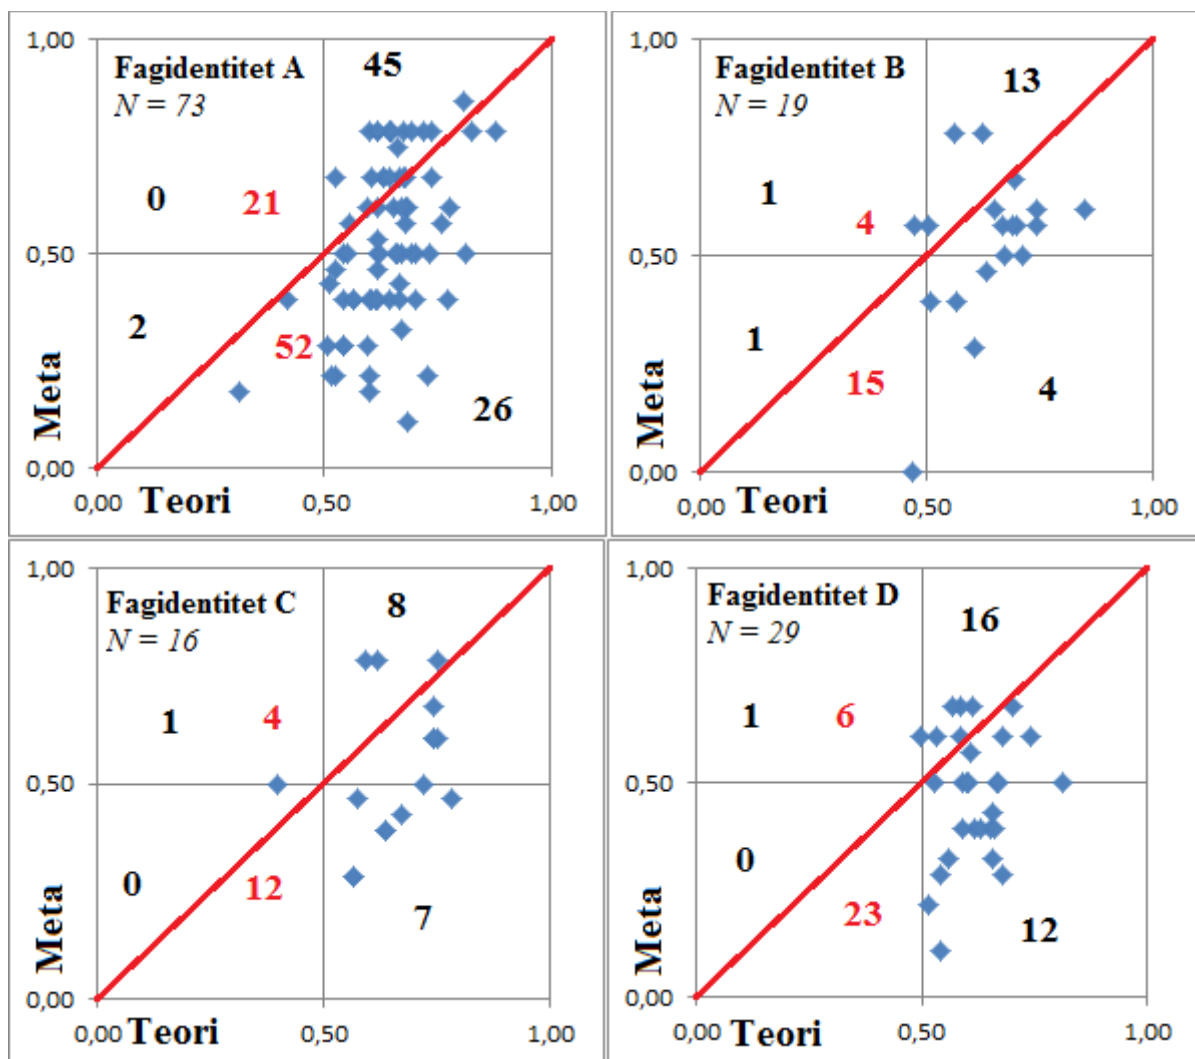 1,00
Fagidentitet A
N = 73
45
0
21
0,50
2
52
26
Meta
0,00
0,00 Teori 0,50 1,00
1,00
Fagidentitet B
N = 19
13
1
4
0,50
1
15
4
Meta
0,00
0,00 Teori 0,50 1,00
1,00
Fagidentitet C
N = 16
8
1
4
0,50
0
12
7
Meta
0,00
0,00 Teori 0,50 1,00
1,00
Fagidentitet D
N = 29
16
1
6
0,50
0
23
12
Meta
0,00
0,00 Teori 0,50 1,00